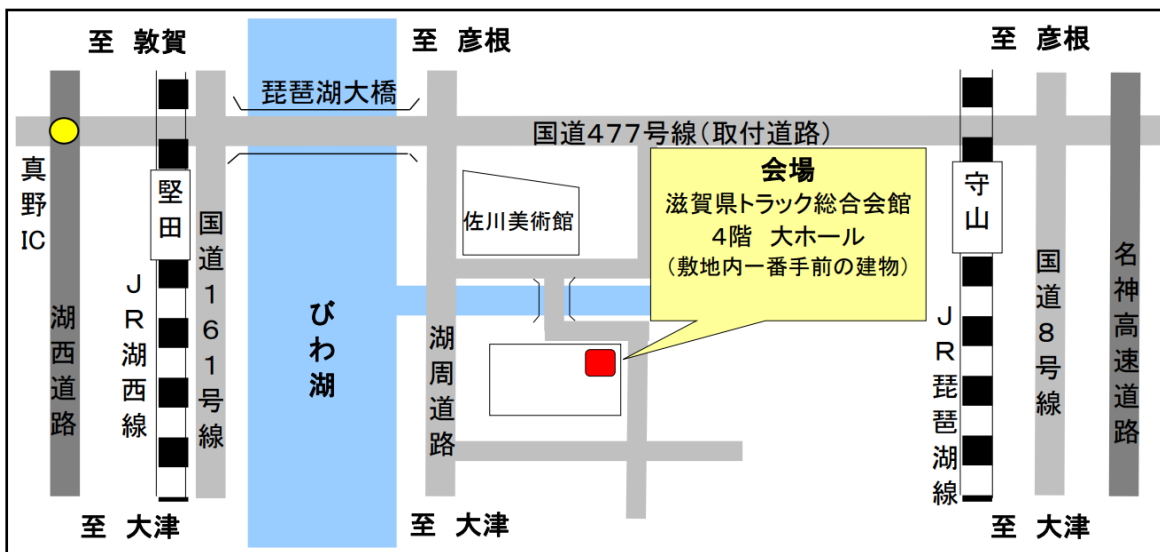 至 敦賀
至 彦根
至 彦根
琵琶湖大橋
国道477号線(取付道路)
真野IC
堅田
国道161号線
佐川美術館
会場
滋賀県トラック総合会館
4階 大ホール
(敷地内一番手前の建物)
守山
湖西道路
JR湖西線
びわ湖
湖周道路
JR琵琶湖線
国道8号線
名神高速道路
至 大津
至 大津
至 大津